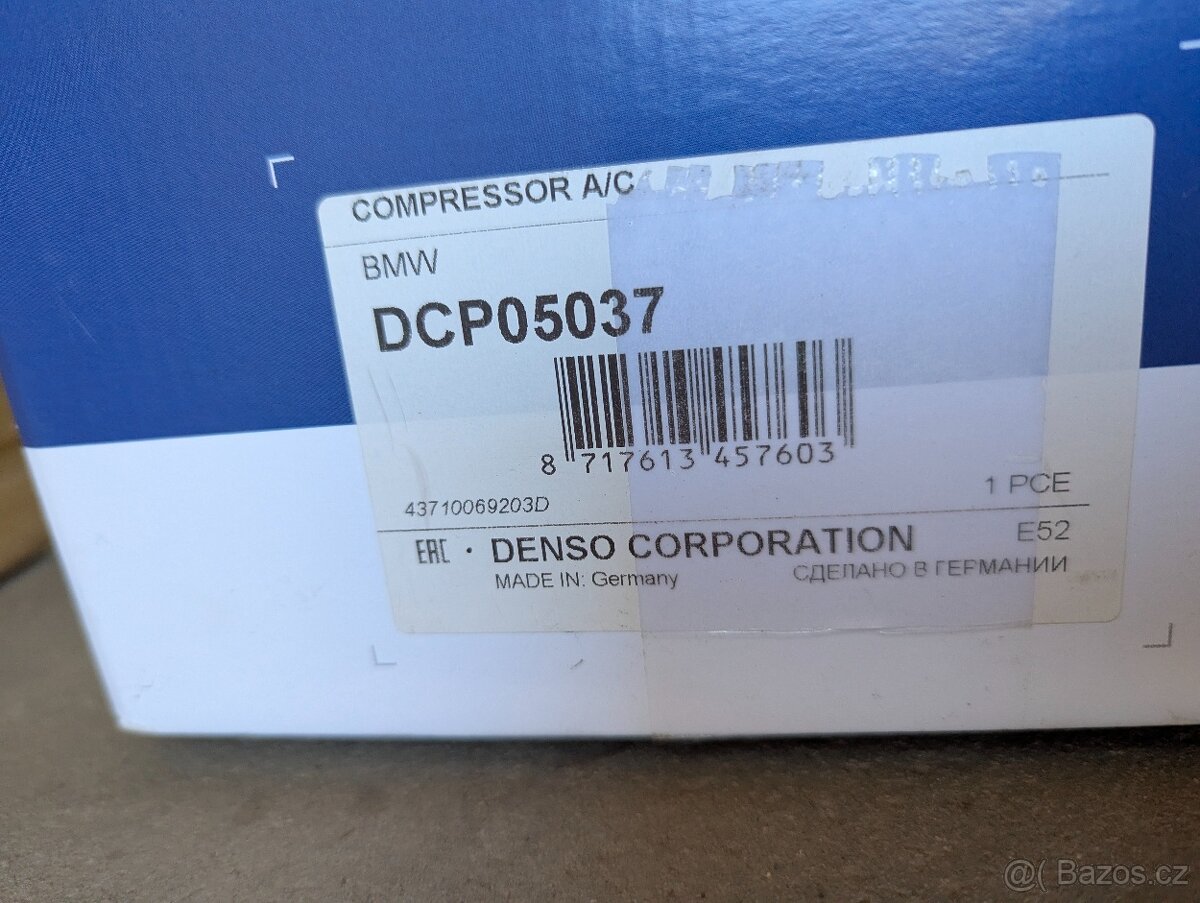 COMPRESSOR A/C
BMW
DCP05037
8 717613 457603
43710069203D
1 PCE
EAC · DENSO CORPORATION
E52
MADE IN: Germany
СДЕЛАНО В ГЕРМАНИИ
@( Bazos.cz